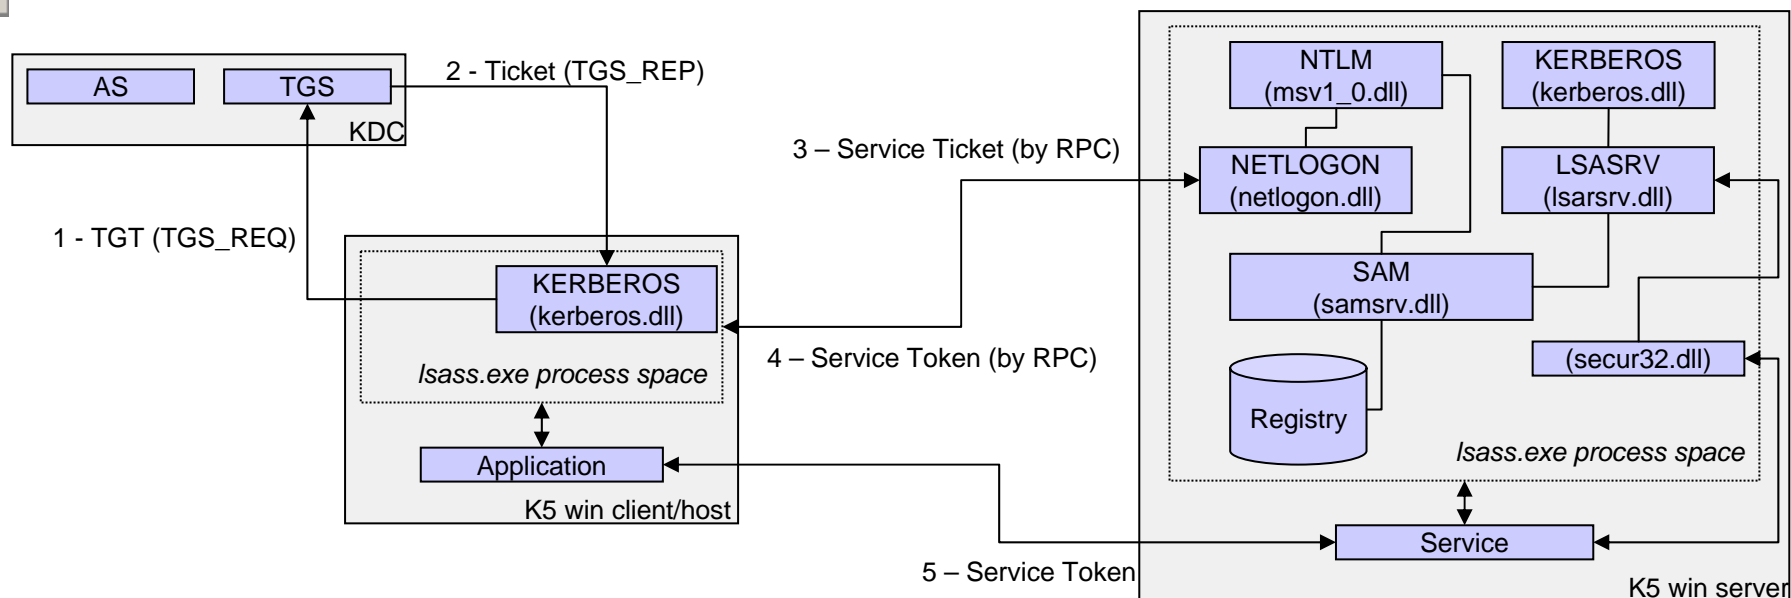 AS
TGS
KDC
2 - Ticket (TGS_REP)
1 - TGT (TGS_REQ)
KERBEROS
(kerberos.dll)
lsass.exe process space
Application
K5 win client/host
3 – Service Ticket (by RPC)
4 – Service Token (by RPC)
5 – Service Token
NTLM
(msv1_0.dll)
KERBEROS
(kerberos.dll)
NETLOGON
(netlogon.dll)
LSASRV
(lsarsrv.dll)
SAM
(samsrv.dll)
(secur32.dll)
Registry
lsass.exe process space
Service
K5 win server